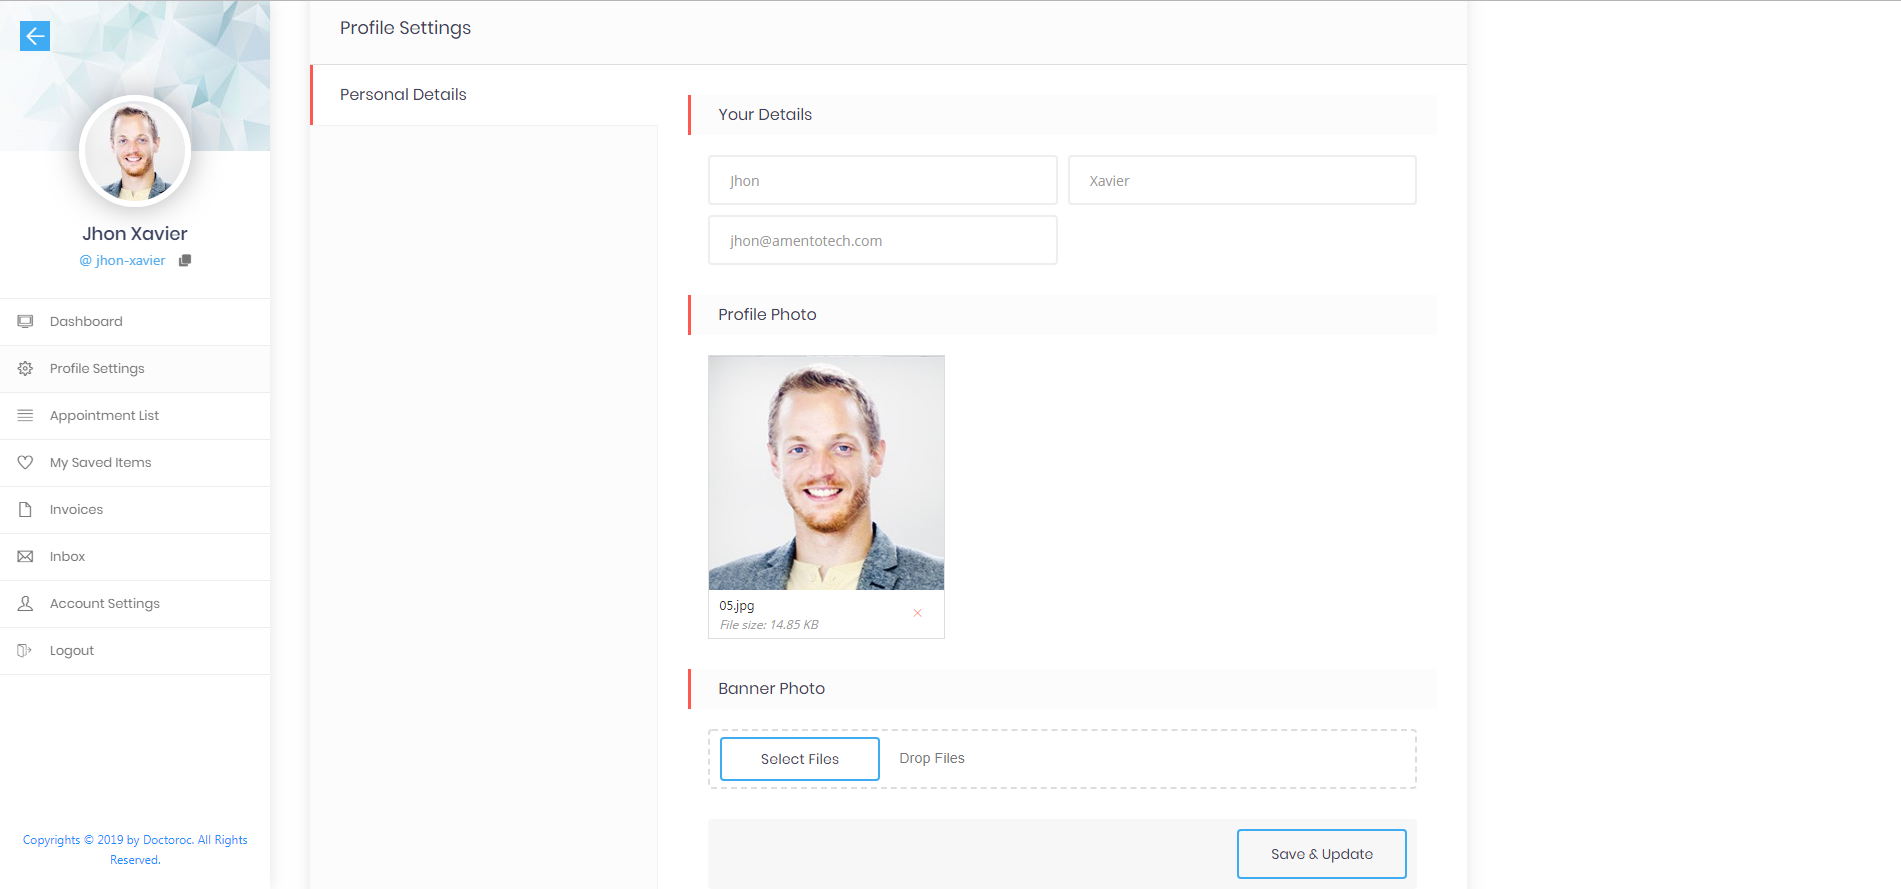 Jhon Xavier
@ jhon-xavier
Dashboard
Profile Settings
Appointment List
My Saved Items
Invoices
Inbox
Account Settings
Logout
Copyrights © 2019 by Doctoroc. All Rights
Reserved.
Profile Settings
Personal Details
Your Details
Jhon
Xavier
jhon@amentotech.com
Profile Photo
05.jpg
File size: 14.85 KB
Banner Photo
Select Files
Drop Files
Save & Update